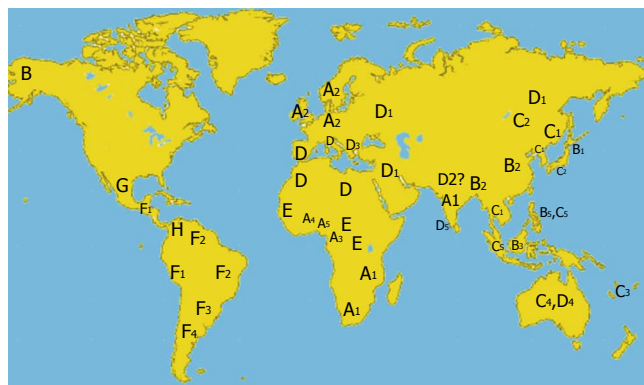 B
A₂
A₂
A₂
D₁
D₁
C₂
C₁
C₁
B₁
C₂
D
D
D₃
D
D
D₁
D2?
B₂
B₂
A1
G
F₁
E
A₄
A₅
A₃
E
E
D₅
C₁
B₅,C₅
H
F₂
C₅
B₃
F₁
F₂
A₁
C₃
C₄,D₄
F₃
A₁
F₄